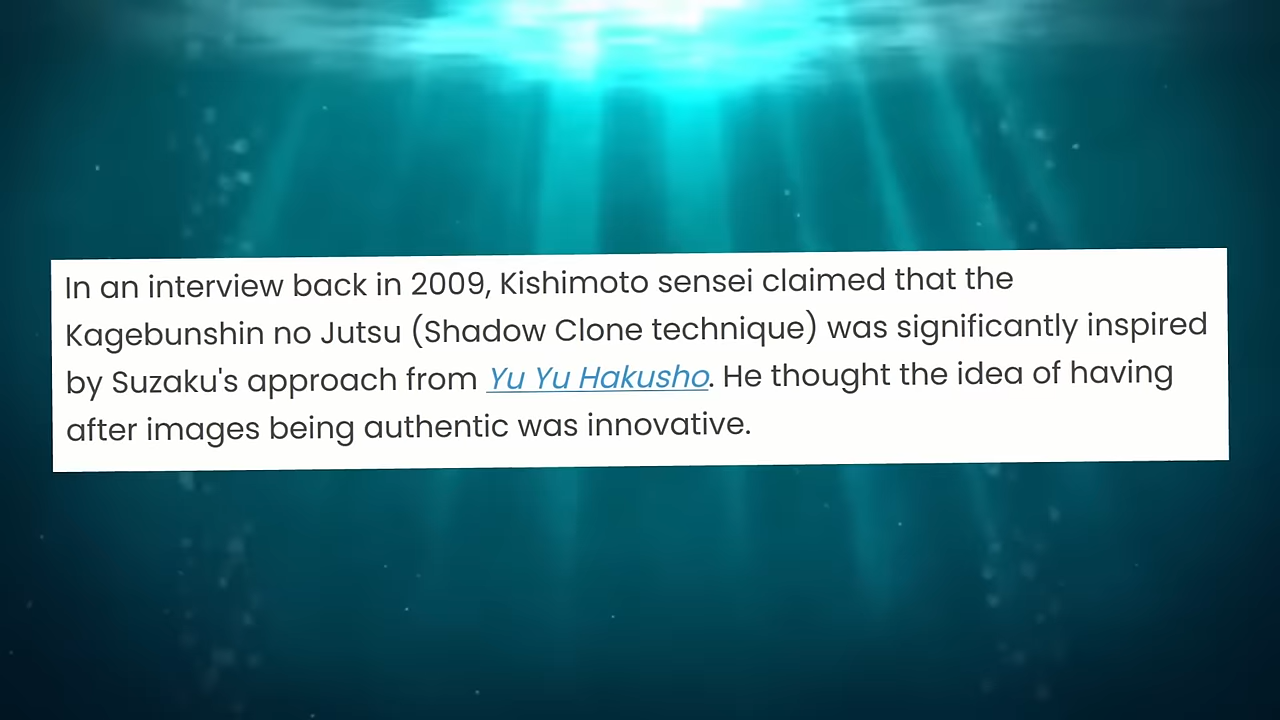 In an interview back in 2009, Kishimoto sensei claimed that the
Kagebunshin no Jutsu (Shadow Clone technique) was significantly inspired
by Suzaku's approach from Yu Yu Hakusho. He thought the idea of having
after images being authentic was innovative.